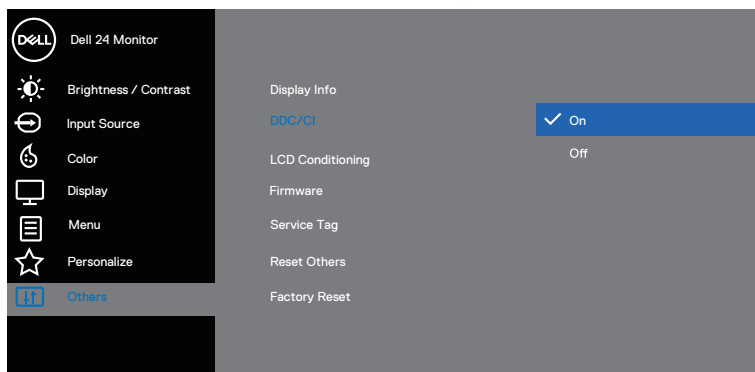 DELL
Dell 24 Monitor
Brightness / Contrast
Input Source
Color
Display
Menu
Personalize
Others
Display Info
DDC/CI
LCD Conditioning
Firmware
Service Tag
Reset Others
Factory Reset
On
Off